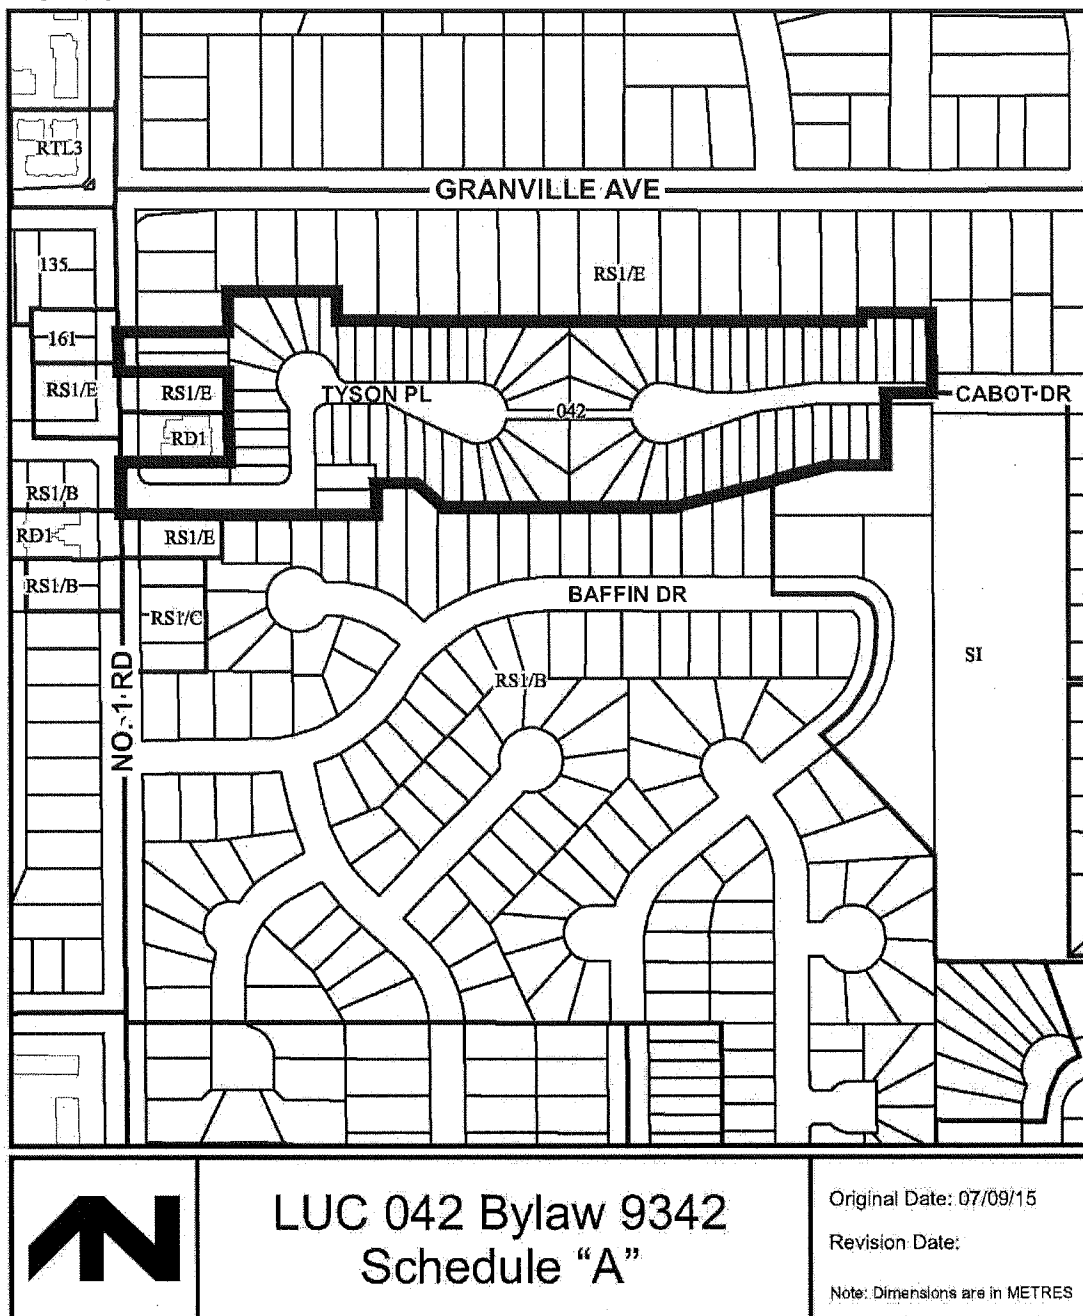 RTL3
GRANVILLE AVE
135
RS1/E
161
RS1/E
RS1/E
TYSON PL
042
CABOT DR
RD1
RS1/B
RD1
RS1/E
RS1/B
BAFFIN DR
RS1/C
NO. 1 RD
RS1/B
SI
LUC 042 Bylaw 9342
Schedule “A”
Original Date: 07/09/15
Revision Date:
Note: Dimensions are in METRES